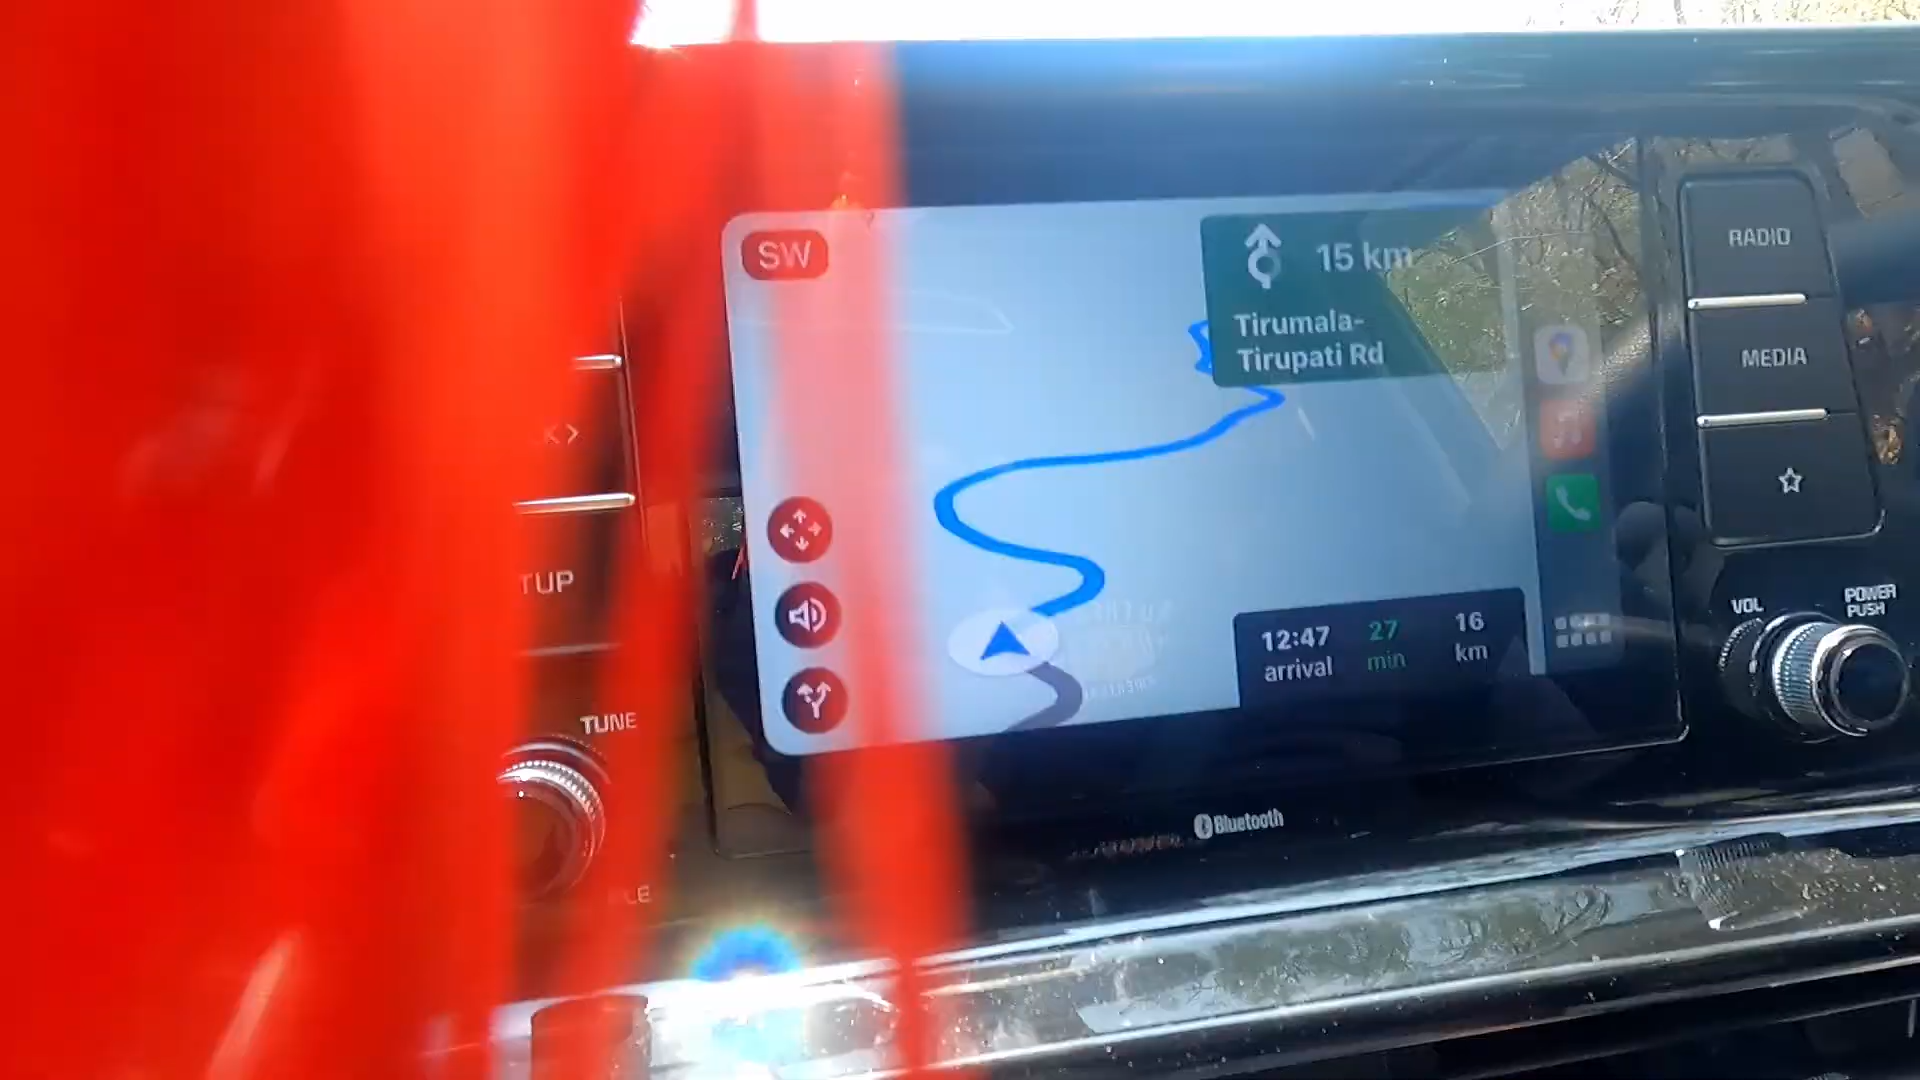 SW
15 km
Tirumala-
Tirupati Rd
12:47
arrival
27
min
16
km
RADIO
MEDIA
VOL
POWER
PUSH
K>
TUP
TUNE
LE
Bluetooth